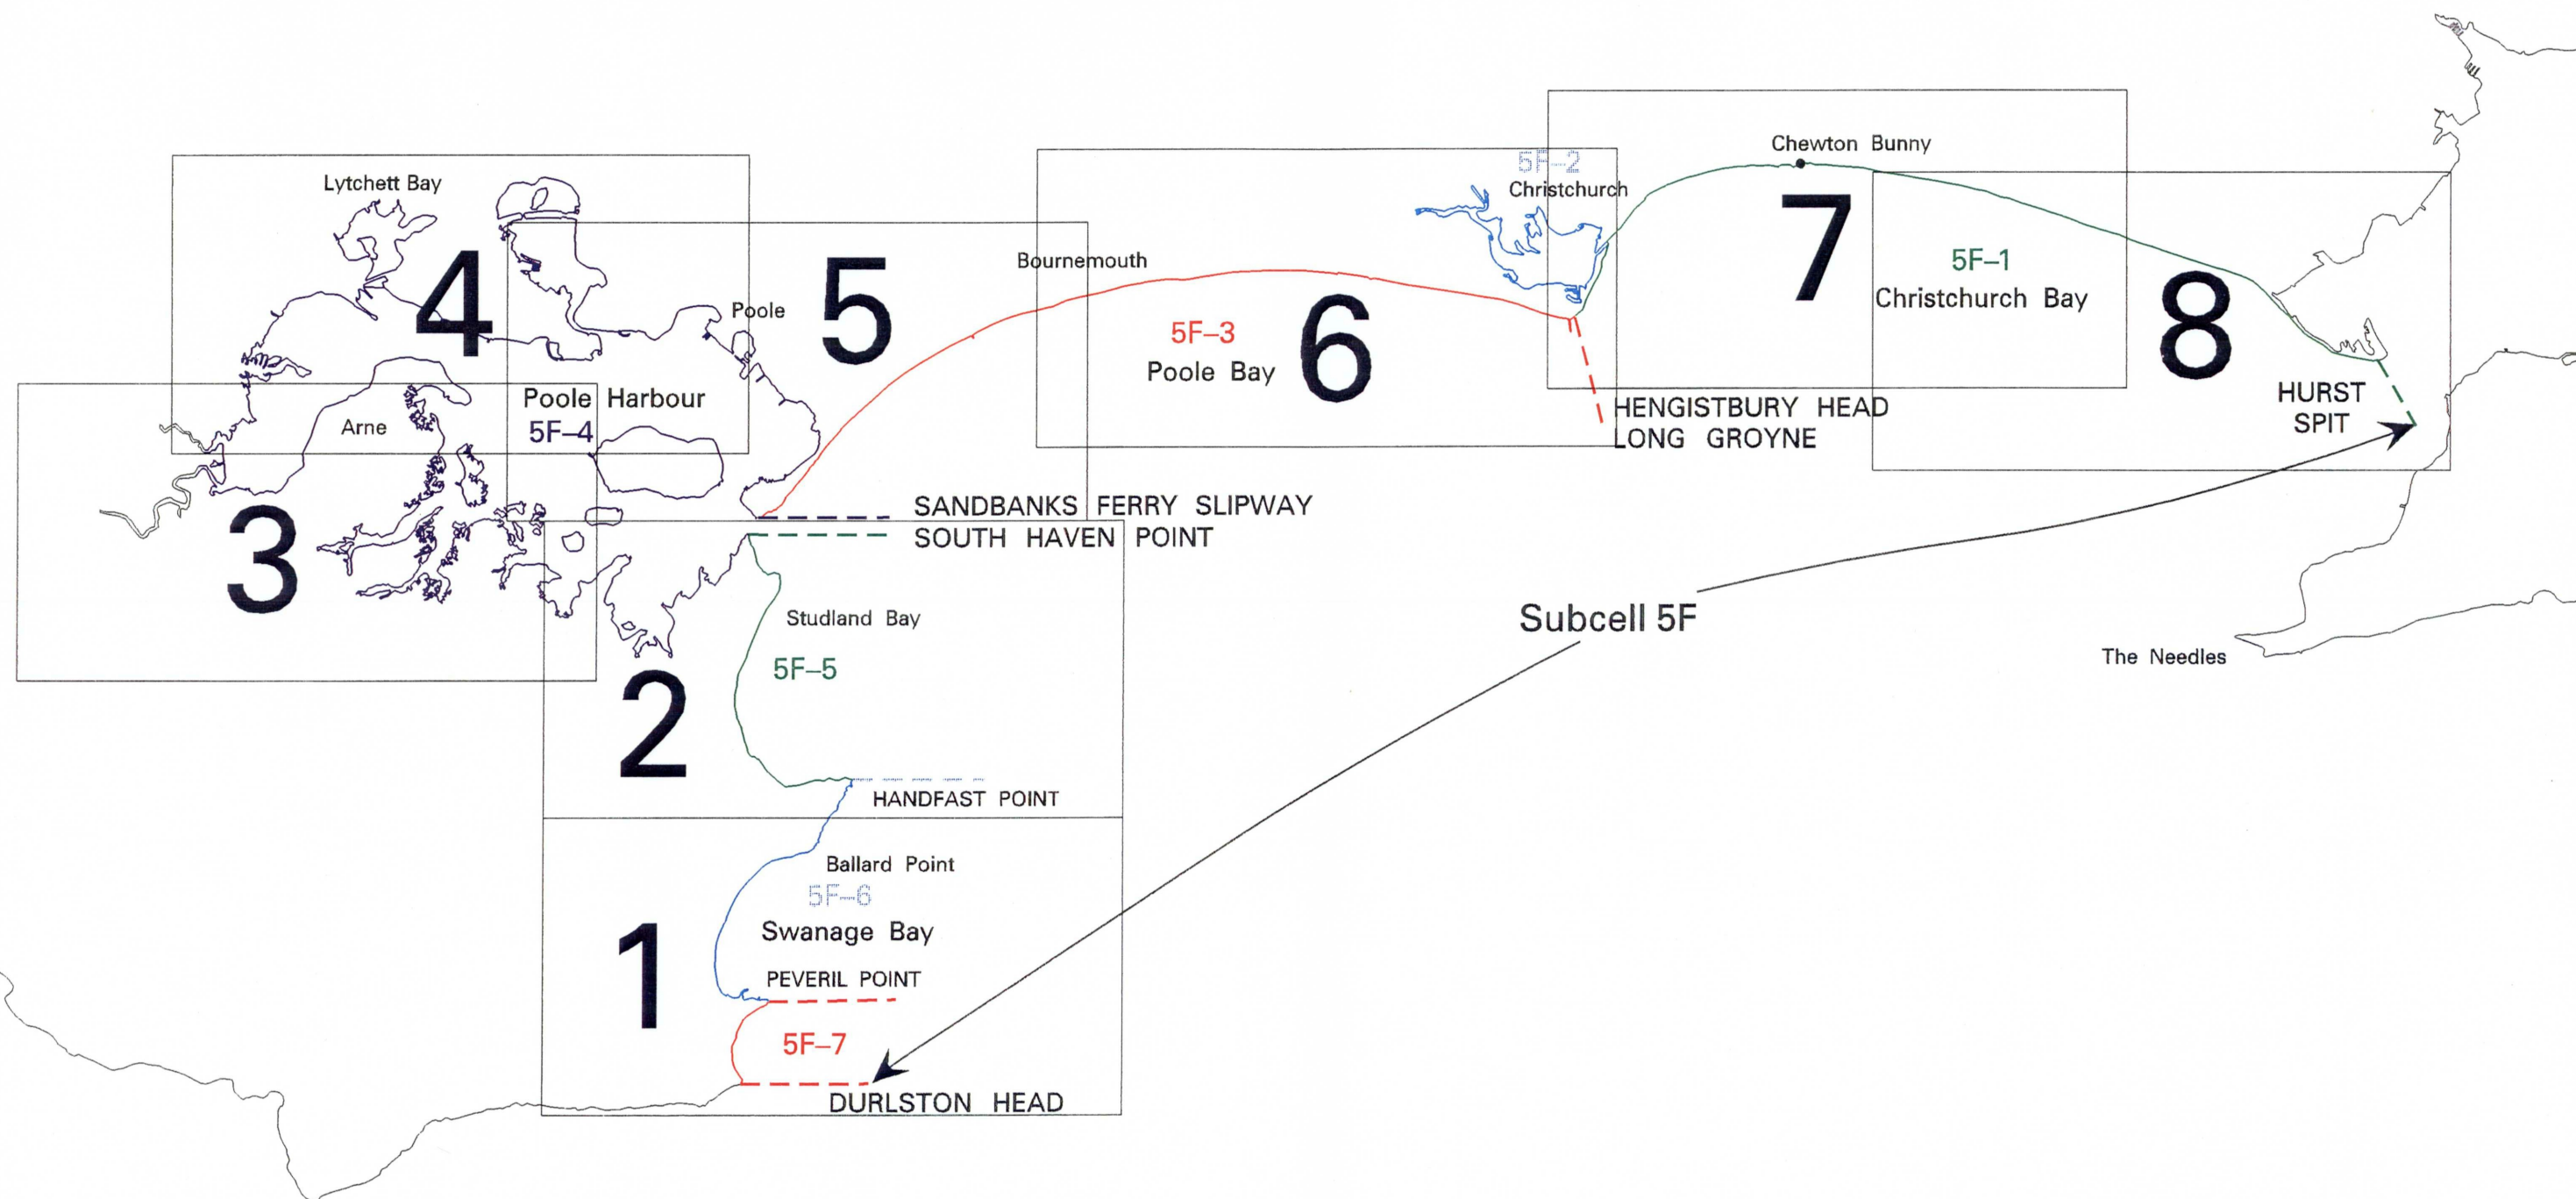 Chewton Bunny
5F–2
Christchurch
Lytchett Bay
4
5
Bournemouth
Poole
6
5F–3
Poole Bay
7
5F–1
Christchurch Bay
8
HURST
SPIT
HENGISTBURY HEAD
LONG GROYNE
Poole Harbour
5F–4
Arne
3
SANDBANKS FERRY SLIPWAY
SOUTH HAVEN POINT
Studland Bay
5F–5
2
Subcell 5F
The Needles
HANDFAST POINT
Ballard Point
5F–6
Swanage Bay
1
PEVERIL POINT
5F–7
DURLSTON HEAD